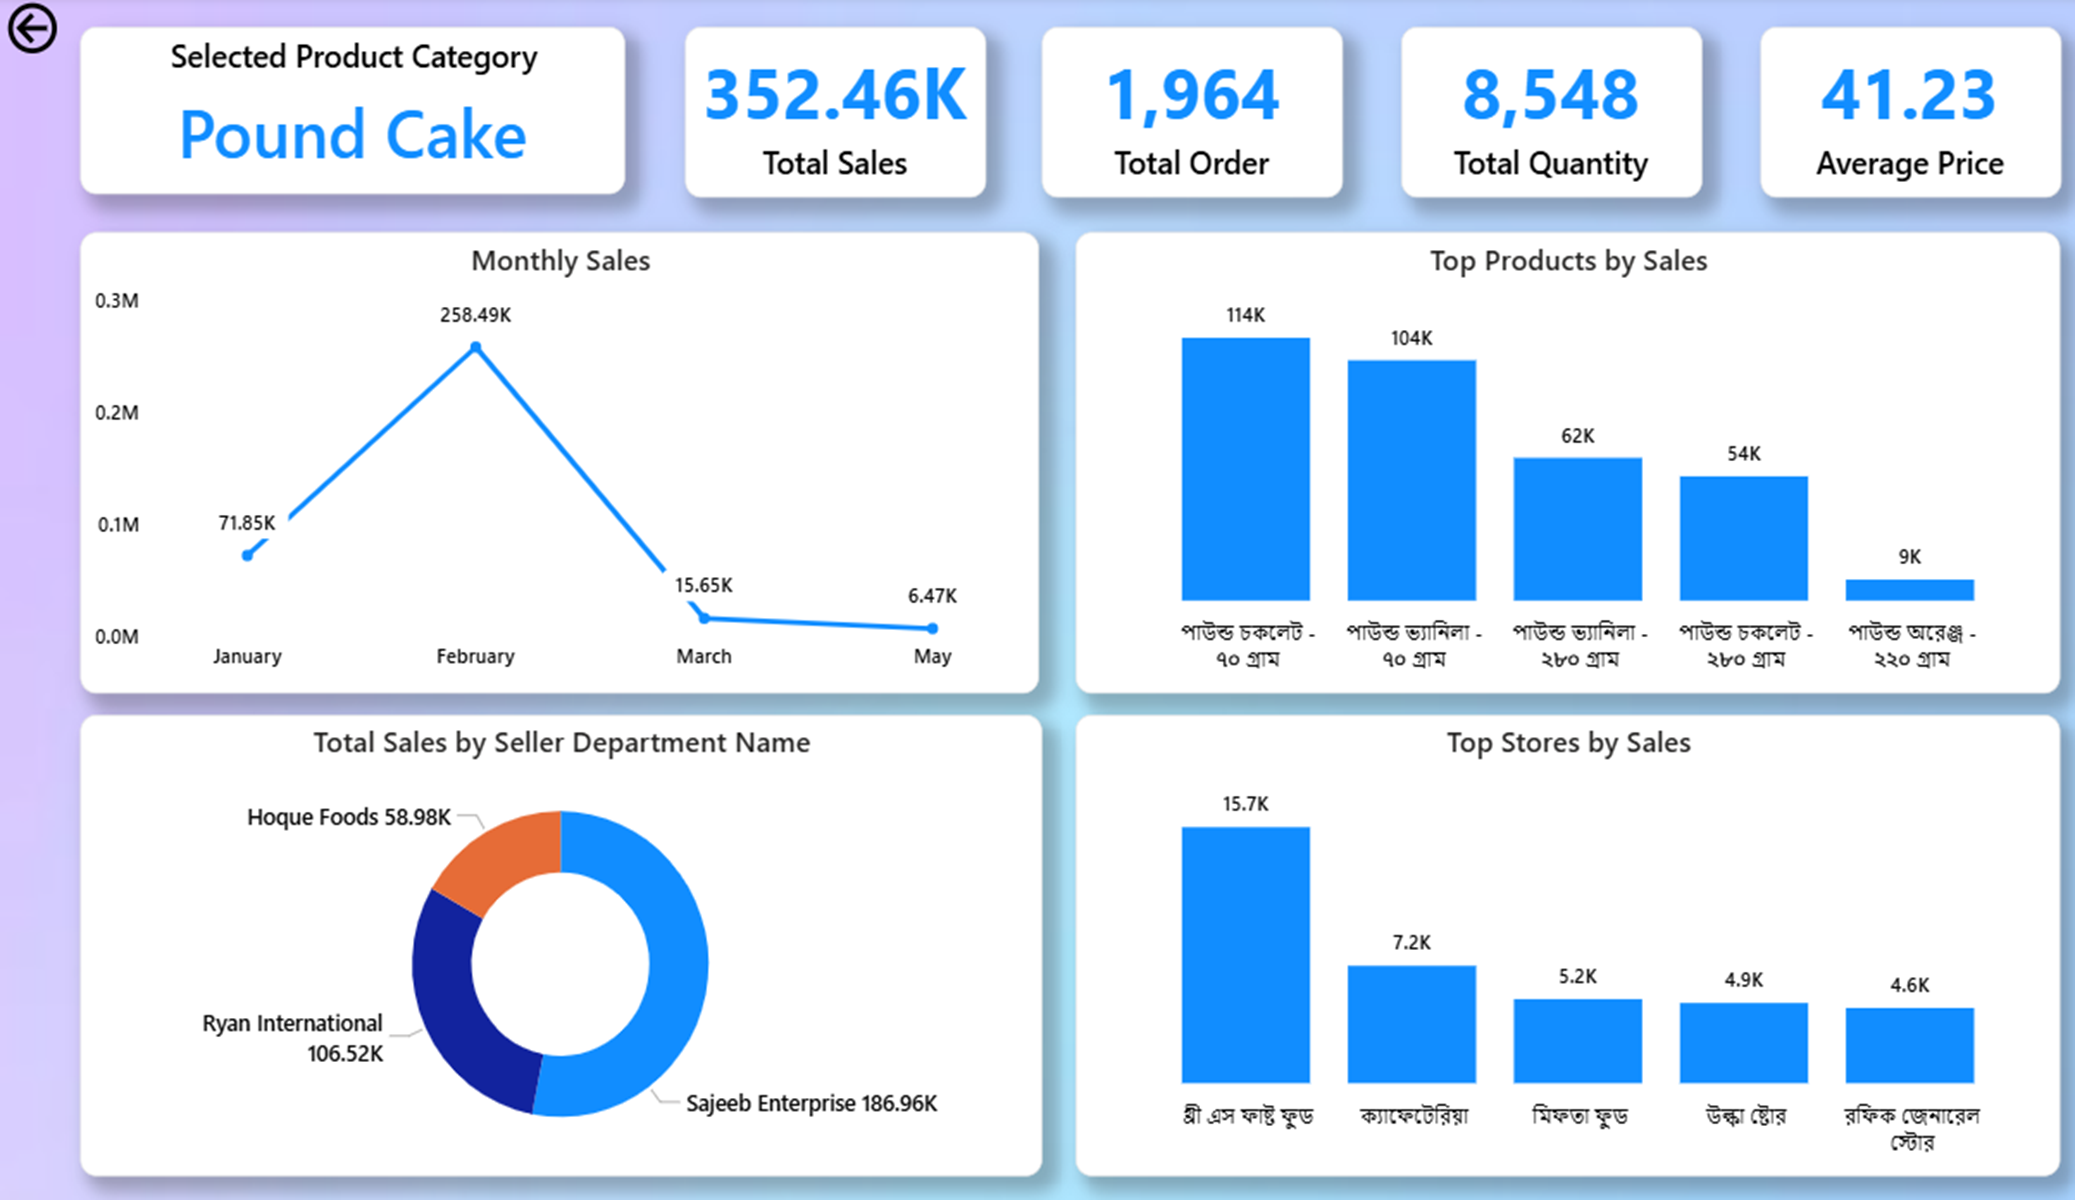 Selected Product Category
Pound Cake
352.46K
Total Sales
1,964
Total Order
8,548
Total Quantity
41.23
Average Price
Monthly Sales
0.3M
0.2M
0.1M
0.0M
71.85K
258.49K
15.65K
6.47K
January
February
March
May
Top Products by Sales
114K
104K
62K
54K
9K
পাউন্ড চকলেট -
৭০ গ্রাম
পাউন্ড ভ্যানিলা -
৭০ গ্রাম
পাউন্ড ভ্যানিলা -
২৮০ গ্রাম
পাউন্ড চকলেট -
২৮০ গ্রাম
পাউন্ড অরেঞ্জ -
২২০ গ্রাম
Total Sales by Seller Department Name
Hoque Foods 58.98K
Ryan International
106.52K
Sajeeb Enterprise 186.96K
Top Stores by Sales
15.7K
7.2K
5.2K
4.9K
4.6K
থ্রী এস ফাষ্ট ফুড
ক্যাফেটেরিয়া
মিফতা ফুড
উল্কা ষ্টোর
রফিক জেনারেল
স্টোর